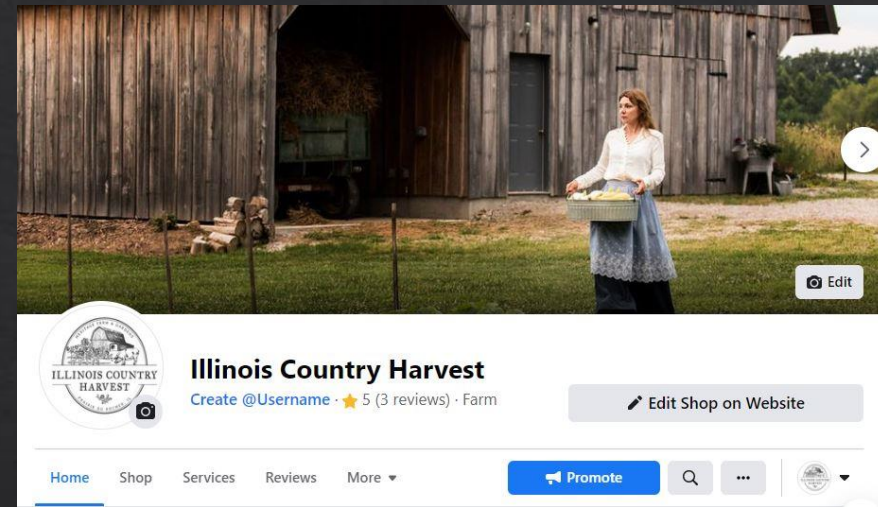 Edit
ILLINOIS COUNTRY
HARVEST
Illinois Country Harvest
Create @Username · 5 (3 reviews) · Farm
Edit Shop on Website
Home Shop Services Reviews More
Promote